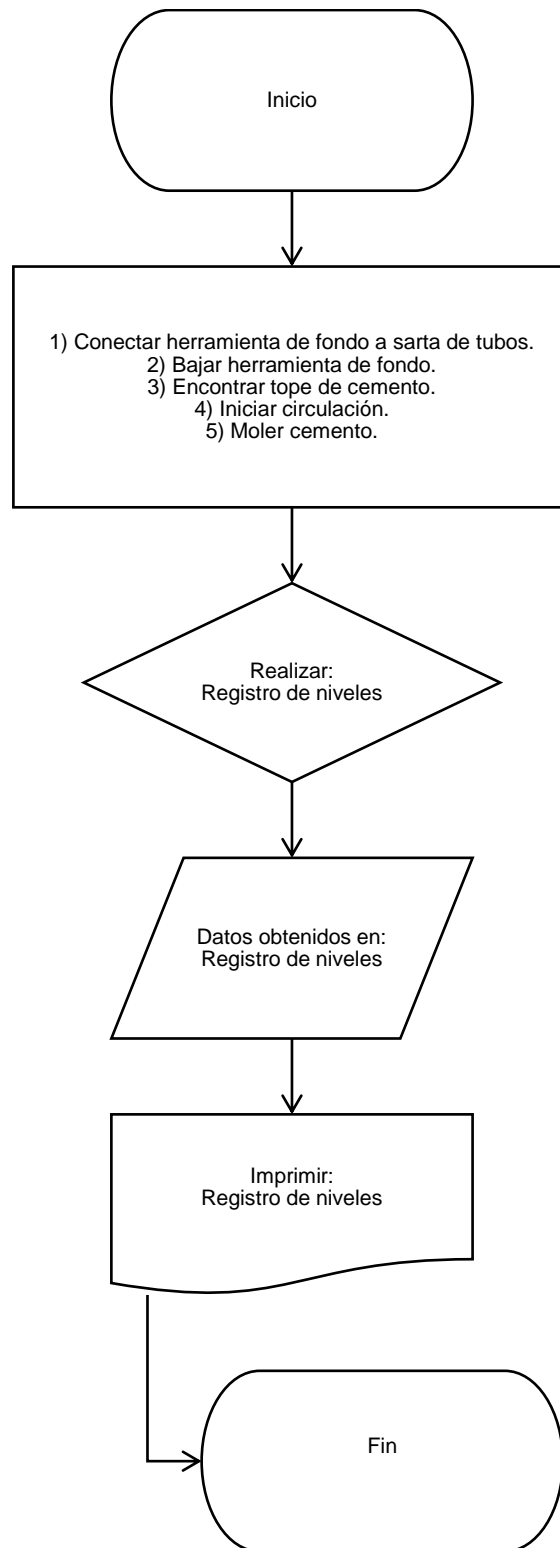 Inicio
1) Conectar herramienta de fondo a sarta de tubos.
2) Bajar herramienta de fondo.
3) Encontrar tope de cemento.
4) Iniciar circulación.
5) Moler cemento.
Realizar:
Registro de niveles
Datos obtenidos en:
Registro de niveles
Imprimir:
Registro de niveles
Fin